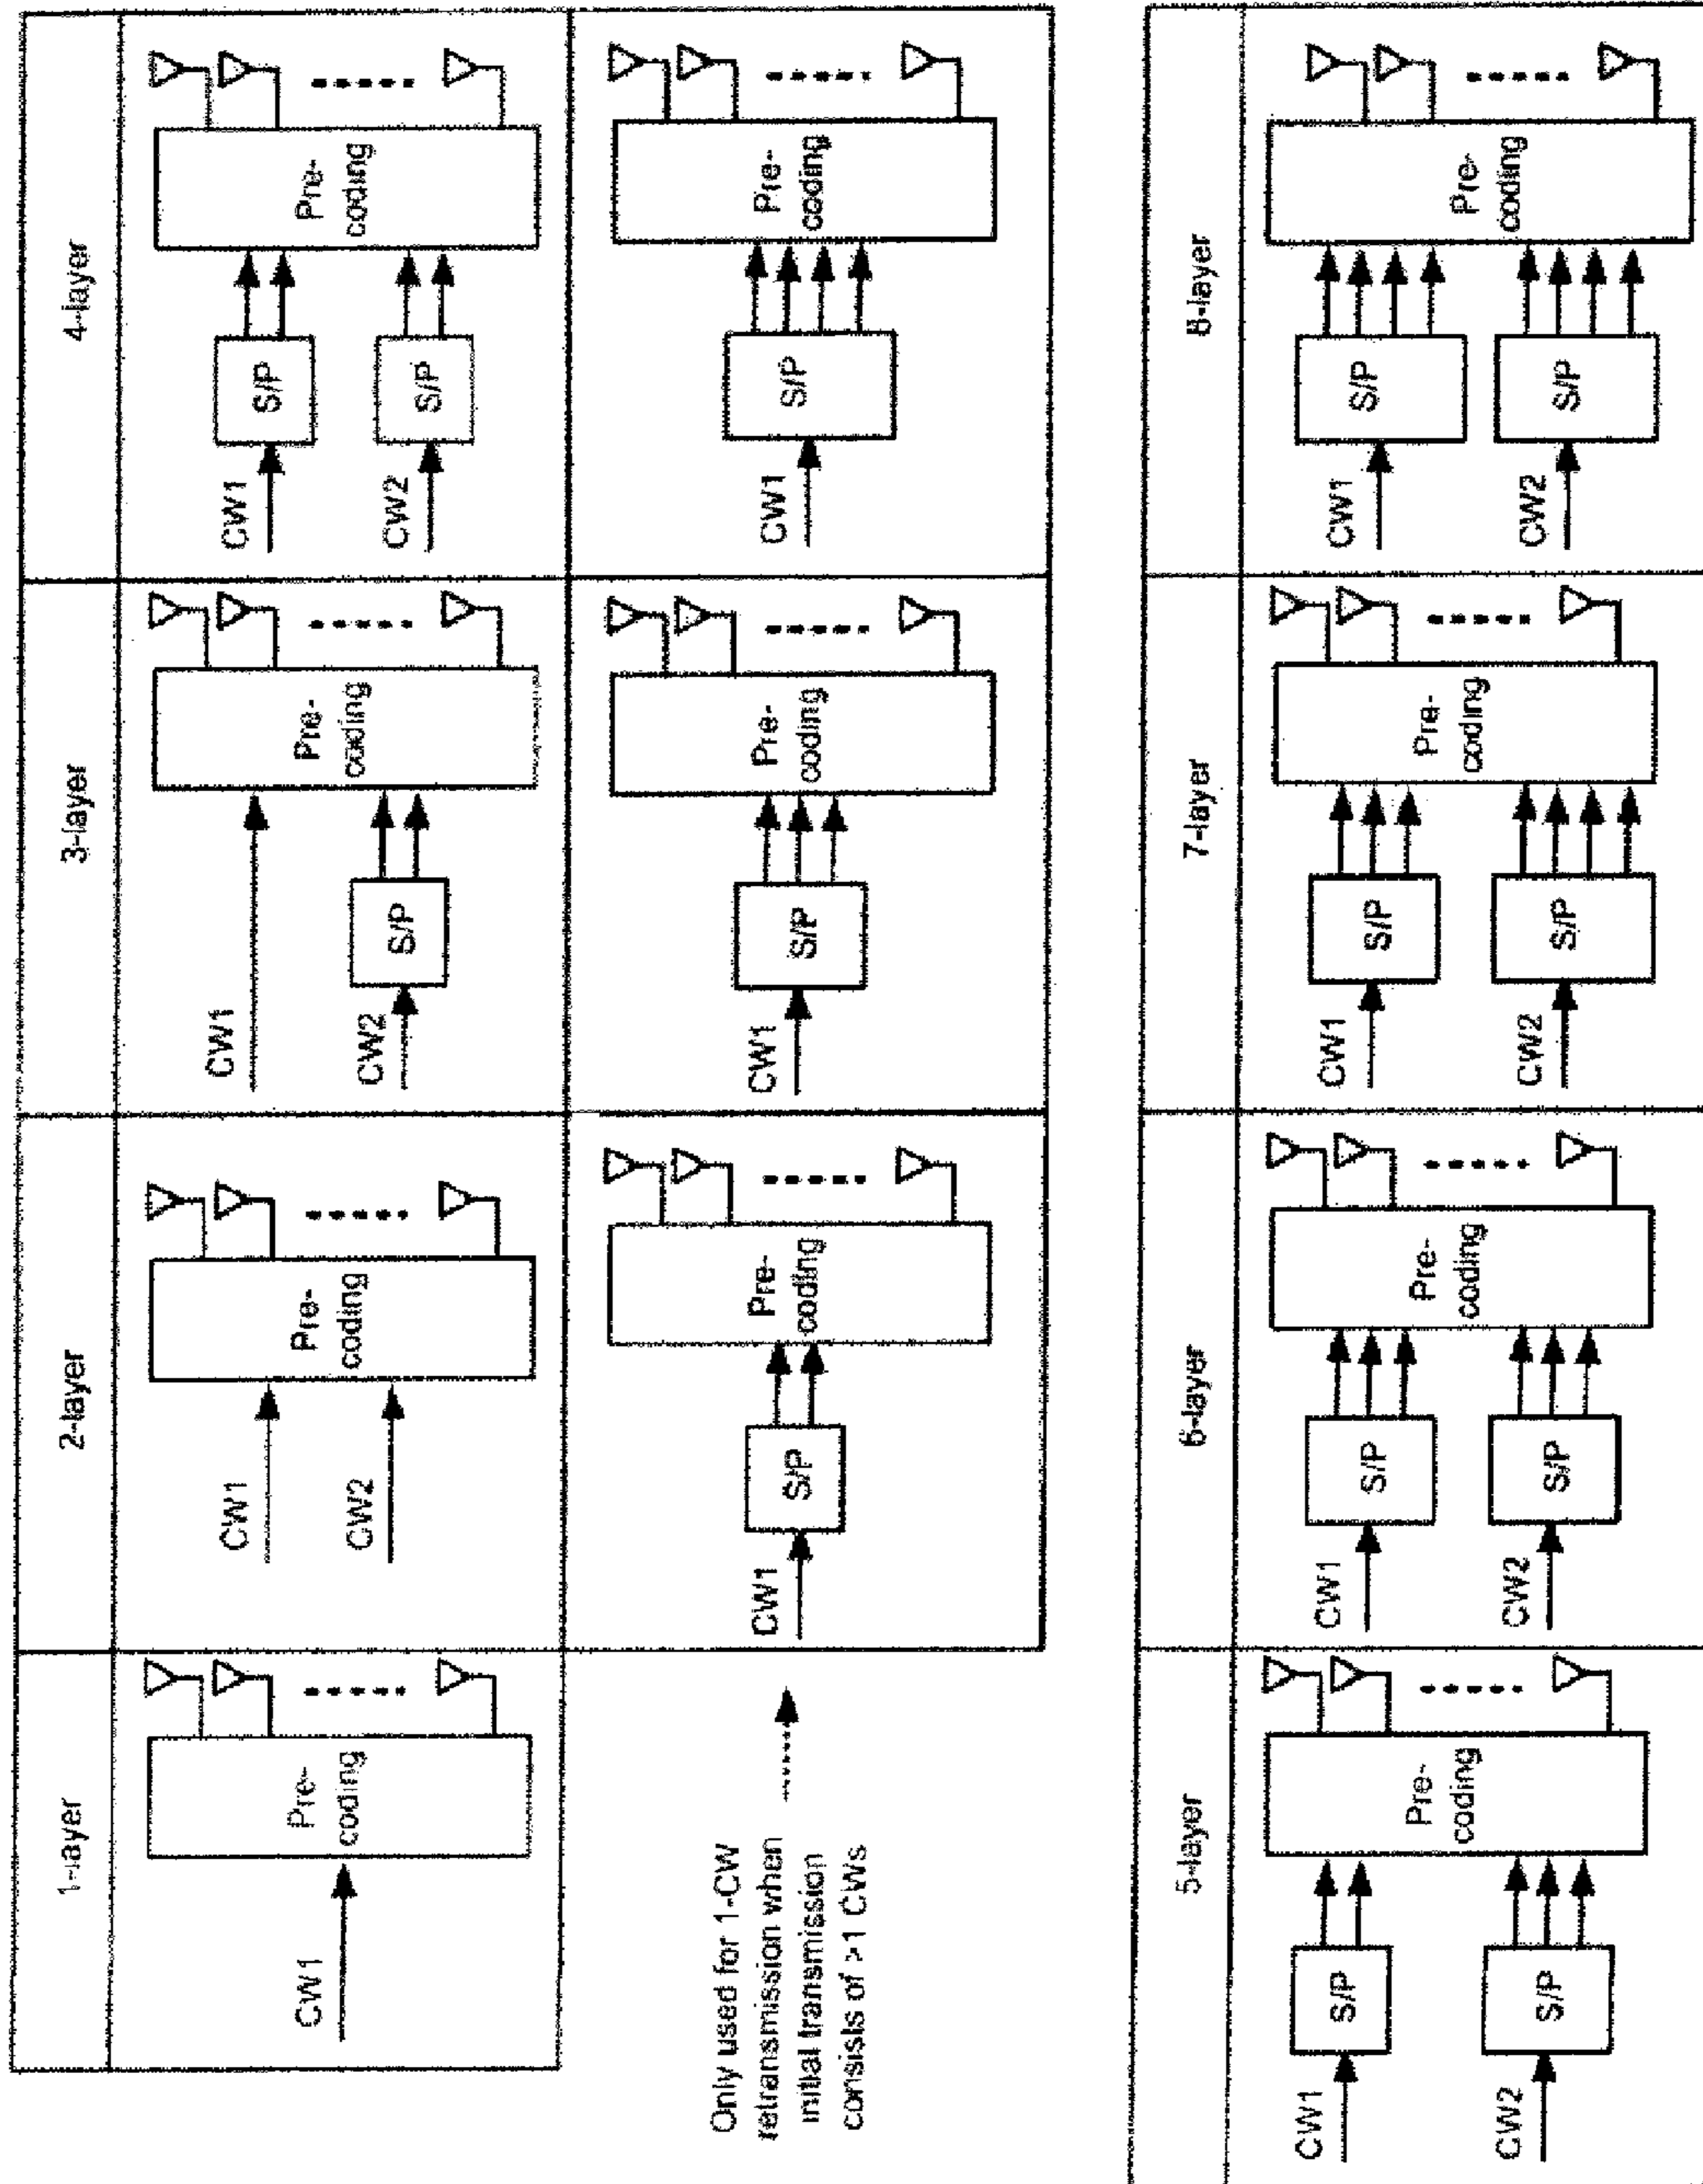 1-layer
2-layer
3-layer
4-layer
CW1
Pre-
coding
CW1
CW2
Pre-
coding
CW1
CW2
S/P
Pre-
coding
CW1
CW2
S/P
S/P
Pre-
coding
Only used for 1-CW
retransmission when
initial transmission
consists of >1 CWs
CW1
S/P
Pre-
coding
CW1
S/P
Pre-
coding
CW1
S/P
Pre-
coding
5-layer
6-layer
7-layer
8-layer
CW1
CW2
S/P
S/P
Pre-
coding
CW1
CW2
S/P
S/P
Pre-
coding
CW1
CW2
S/P
S/P
Pre-
coding
CW1
CW2
S/P
S/P
Pre-
coding